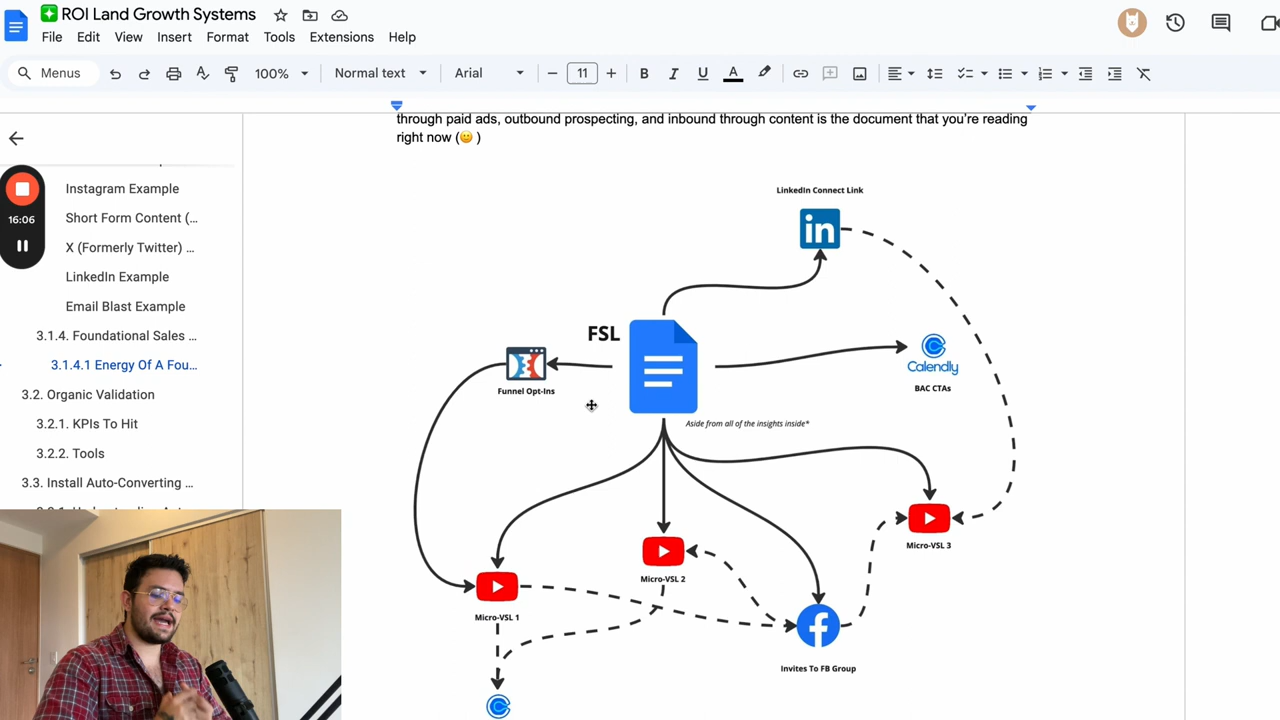 ROI Land Growth Systems
File Edit View Insert Format Tools Extensions Help
Menus 100% Normal text Arial 11 B I U A
through paid ads, outbound prospecting, and inbound through content is the document that you're reading
right now (🙂 )
Instagram Example
Short Form Content (...
X (Formerly Twitter) ...
LinkedIn Example
Email Blast Example
3.1.4. Foundational Sales ...
3.1.4.1 Energy Of A Fou...
3.2. Organic Validation
3.2.1. KPIs To Hit
3.2.2. Tools
3.3. Install Auto-Converting ...
16:06
LinkedIn Connect Link
in
FSL
Funnel Opt-Ins
Calendly
BAC CTAs
Aside from all of the insights inside*
Micro-VSL 3
Micro-VSL 2
Micro-VSL 1
Invites To FB Group